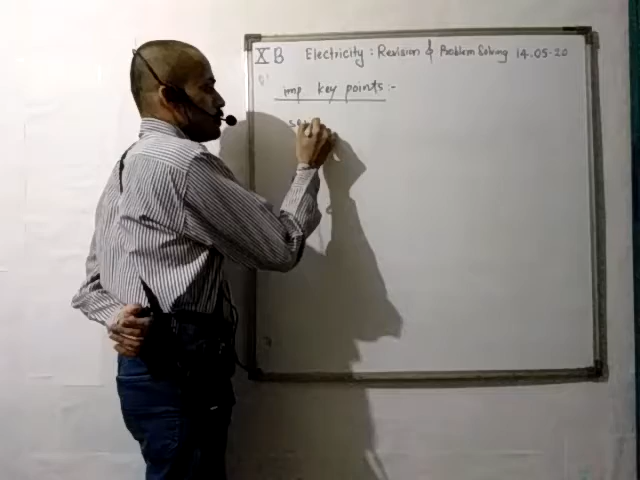 X B Electricity : Revision & Problem Solving 14.05.20
imp key points :-